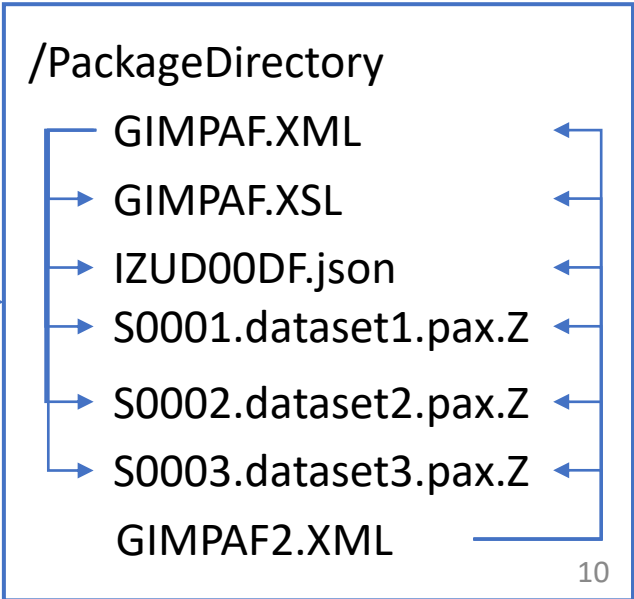 /PackageDirectory
GIMPAF.XML
GIMPAF.XSL
IZUD00DF.json
S0001.dataset1.pax.Z
S0002.dataset2.pax.Z
S0003.dataset3.pax.Z
GIMPAF2.XML
10